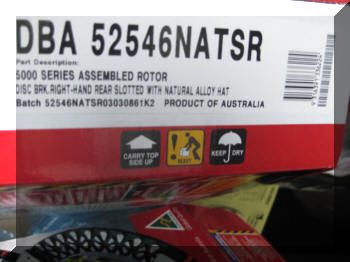 DBA 52546NATSR
Part Description:
5000 SERIES ASSEMBLED ROTOR
DISC BRK,RIGHT-HAND REAR SLOTTED WITH NATURAL ALLOY HAT
Batch 52546NATSR03030861K2 PRODUCT OF AUSTRALIA
CARRY TOP
SIDE UP
HEAVY
KEEP DRY